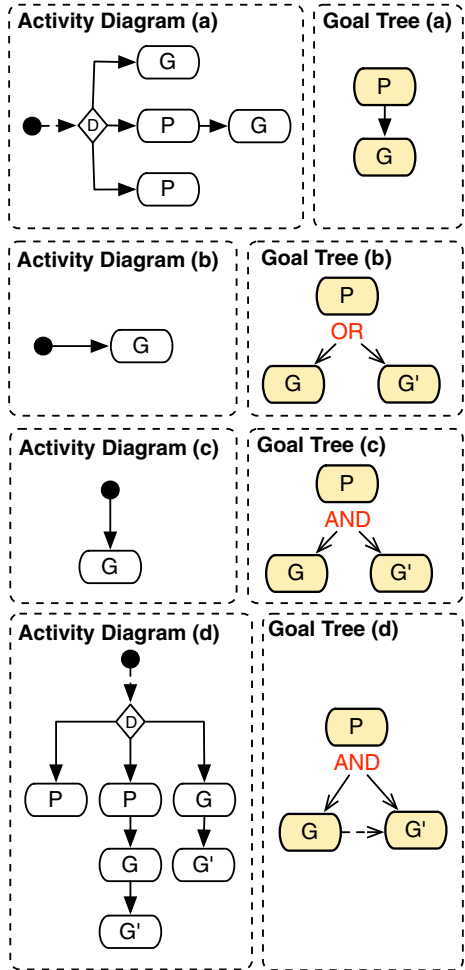 Activity Diagram (a)
Goal Tree (a)
G
D
P
G
P
P
G
Activity Diagram (b)
Goal Tree (b)
G
P
OR
G
G'
Activity Diagram (c)
Goal Tree (c)
G
P
AND
G
G'
Activity Diagram (d)
Goal Tree (d)
D
P
P
G
G
G'
G'
P
AND
G
G'